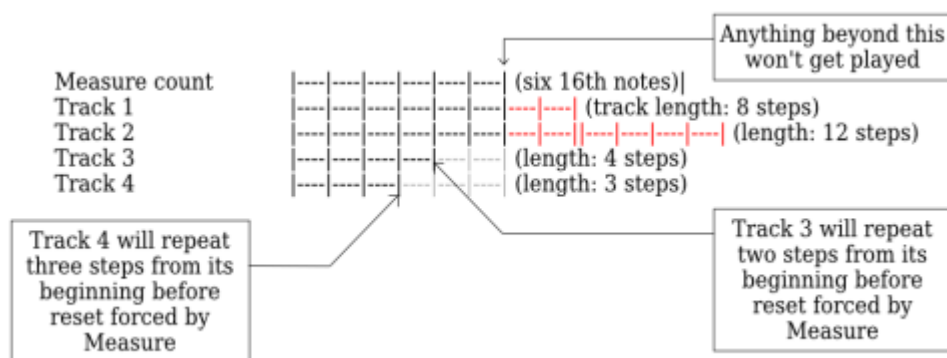 Anything beyond this
won't get played
Measure count |----|----|----|----|----|----| (six 16th notes)|
Track 1 |----|----|----|----|----|----|----|----| (track length: 8 steps)
Track 2 |----|----|----|----|----|----|----|----||----|----|----|----| (length: 12 steps)
Track 3 |----|----|----|----|----|----| (length: 4 steps)
Track 4 |----|----|----|----|----|----| (length: 3 steps)
Track 4 will repeat
three steps from its
beginning before
reset forced by
Measure
Track 3 will repeat
two steps from its
beginning before
reset forced by
Measure